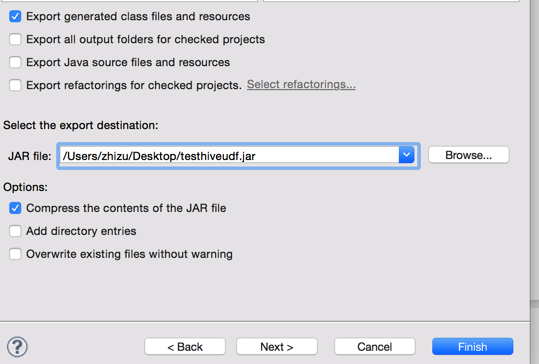 Export generated class files and resources
Export all output folders for checked projects
Export Java source files and resources
Export refactorings for checked projects. Select refactorings...
Select the export destination:
JAR file: /Users/zhizu/Desktop/testhiveudf.jar Browse...
Options:
Compress the contents of the JAR file
Add directory entries
Overwrite existing files without warning
? < Back Next > Cancel Finish